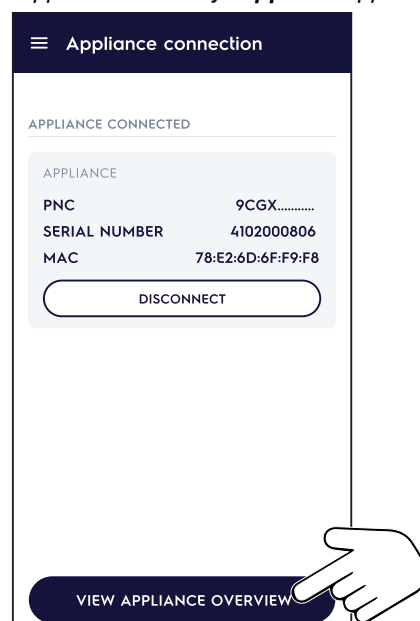 Appliance connection
APPLIANCE CONNECTED
APPLIANCE
PNC 9CGX...........
SERIAL NUMBER 4102000806
MAC 78:E2:6D:6F:F9:F8
DISCONNECT
VIEW APPLIANCE OVERVIEW